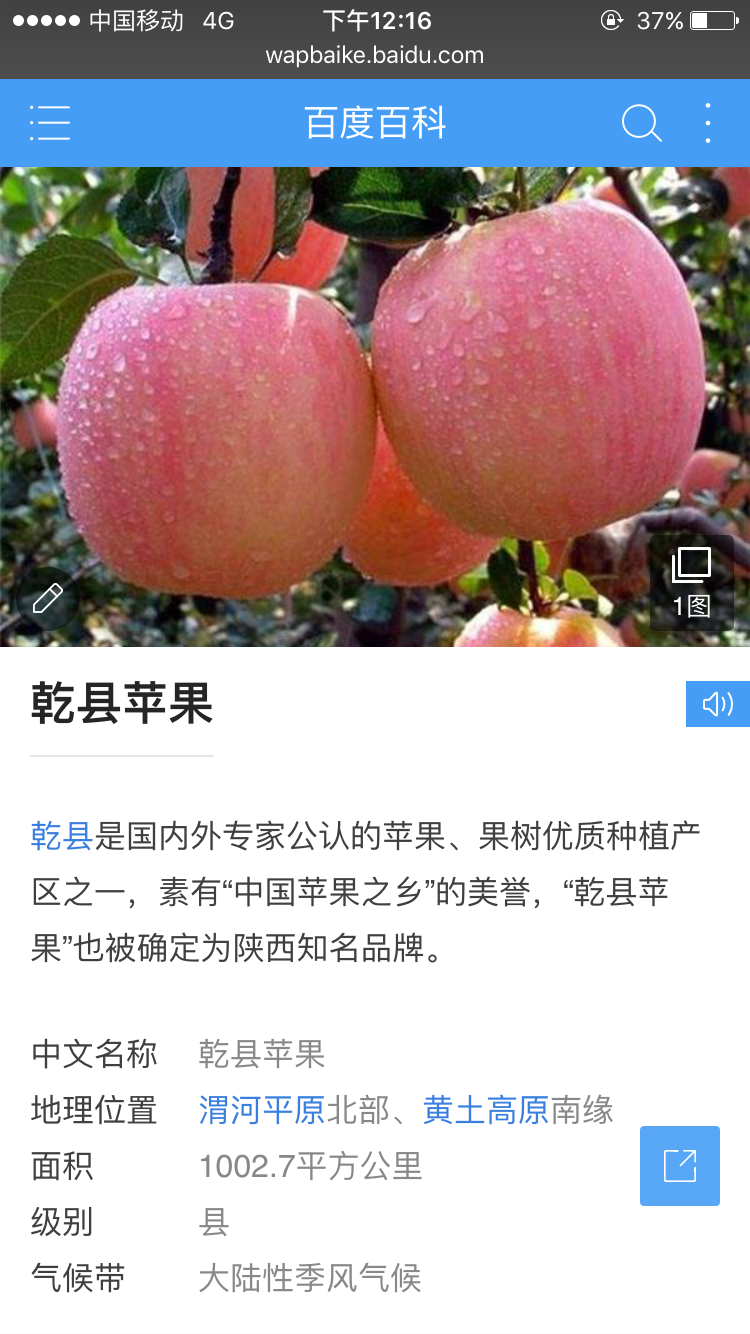 中国移动 4G 下午12:16 37%
wapbaike.baidu.com
百度百科
1图
乾县苹果
乾县是国内外专家公认的苹果、果树优质种植产
区之一，素有“中国苹果之乡”的美誉，“乾县苹
果”也被确定为陕西知名品牌。
中文名称 乾县苹果
地理位置 渭河平原北部、黄土高原南缘
面积 1002.7平方公里
级别 县
气候带 大陆性季风气候